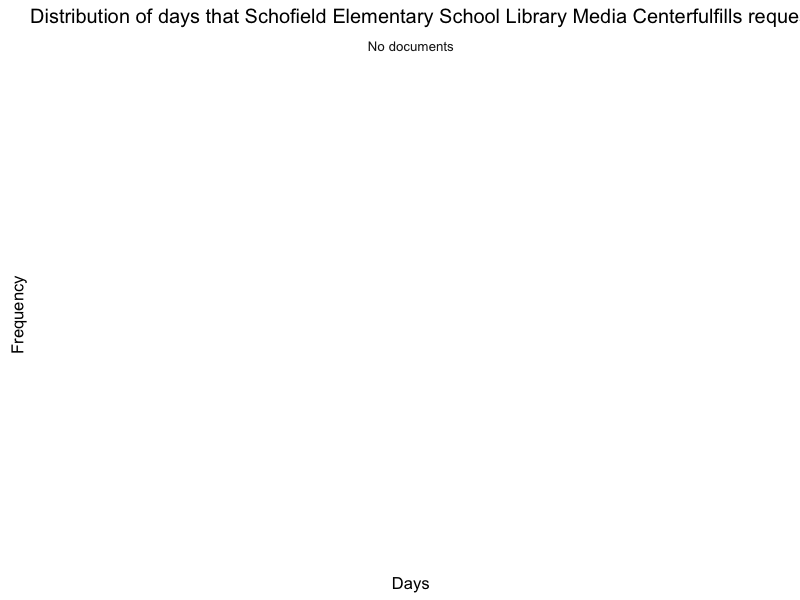 Distribution of days that Schofield Elementary School Library Media Centerfulfills reque
No documents
Frequency
Days